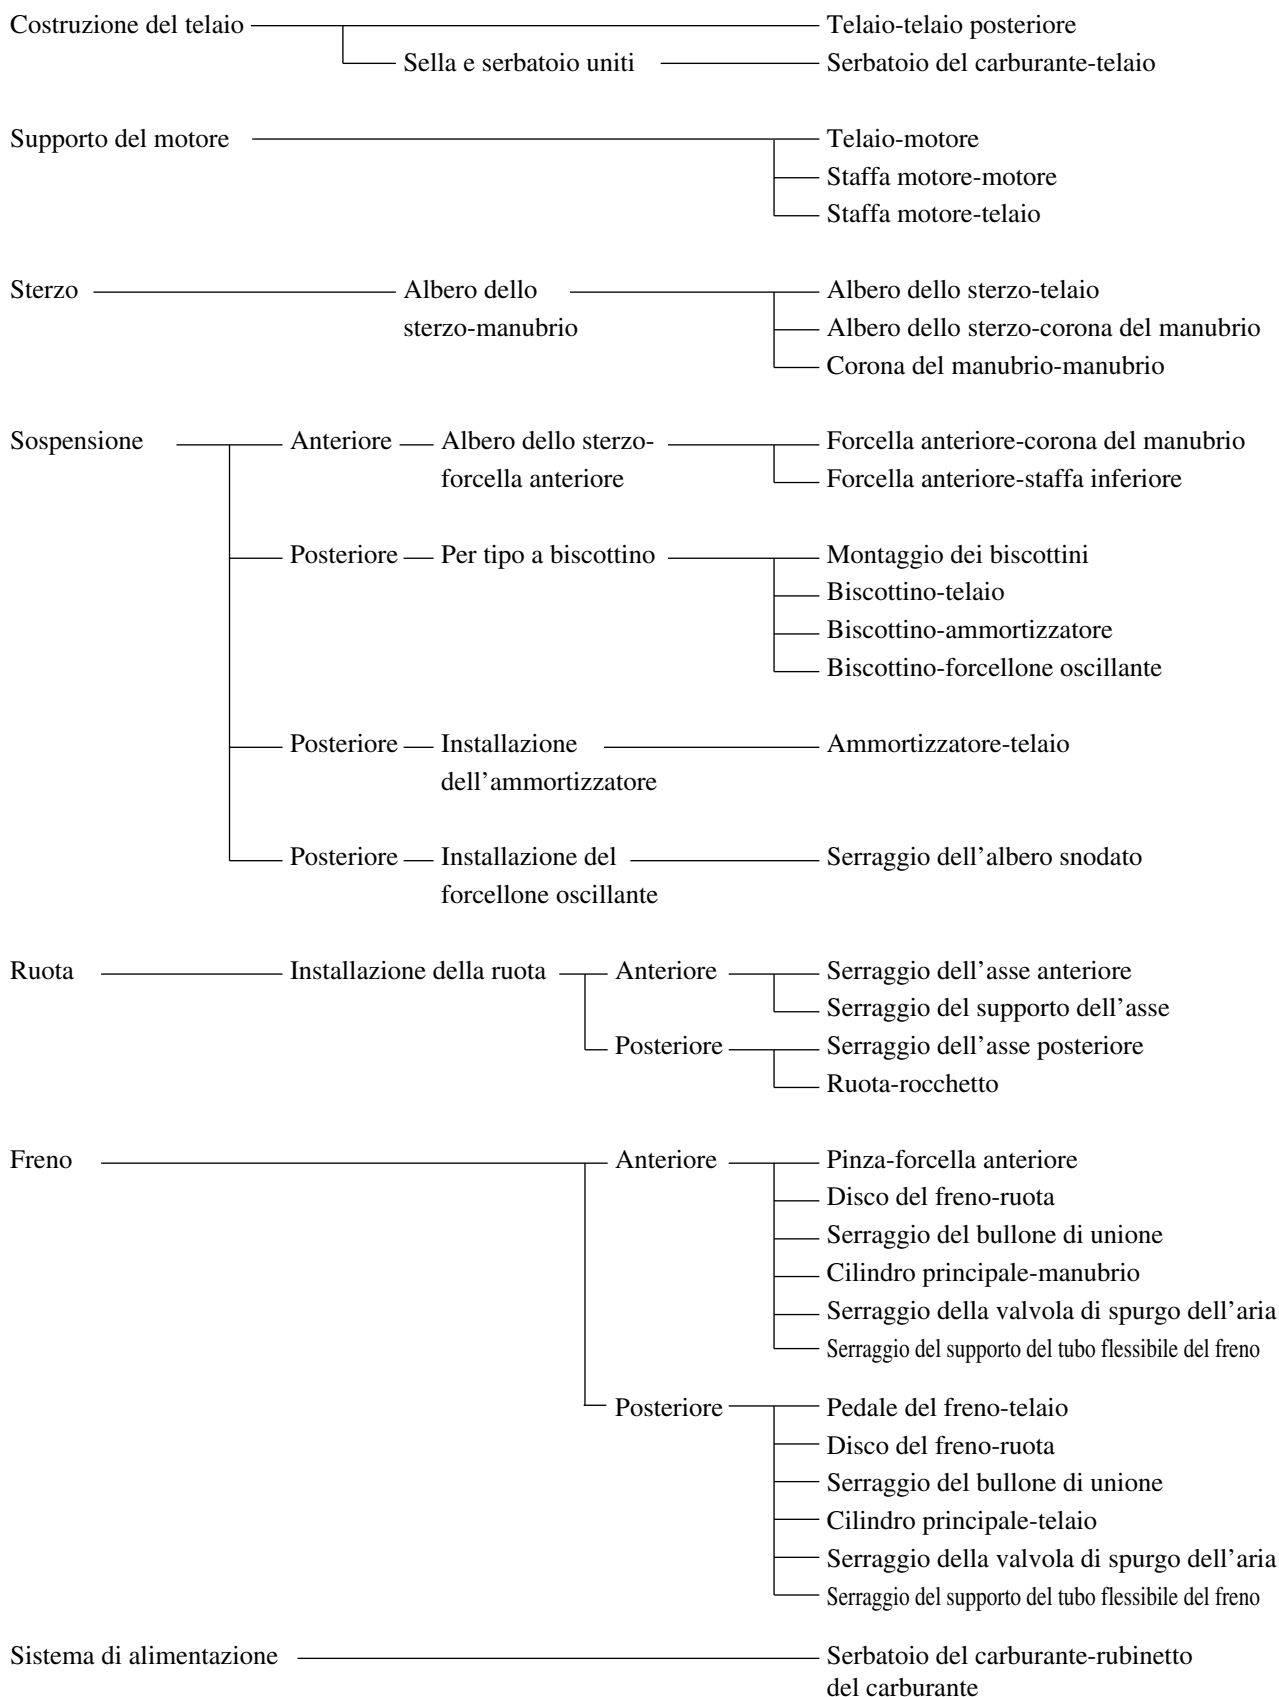 Costruzione del telaio Telaio-telaio posteriore
Sella e serbatoio uniti Serbatoio del carburante-telaio
Supporto del motore Telaio-motore
Staffa motore-motore
Staffa motore-telaio
Sterzo Albero dello Albero dello sterzo-telaio
sterzo-manubrio Albero dello sterzo-corona del manubrio
Corona del manubrio-manubrio
Sospensione Anteriore Albero dello sterzo- Forcella anteriore-corona del manubrio
forcella anteriore Forcella anteriore-staffa inferiore
Posteriore Per tipo a biscottino Montaggio dei biscottini
Biscottino-telaio
Biscottino-ammortizzatore
Biscottino-forcellone oscillante
Posteriore Installazione Ammortizzatore-telaio
dell’ammortizzatore
Posteriore Installazione del Serraggio dell’albero snodato
forcellone oscillante
Ruota Installazione della ruota Anteriore Serraggio dell’asse anteriore
Serraggio del supporto dell’asse
Posteriore Serraggio dell’asse posteriore
Ruota-rocchetto
Freno Anteriore Pinza-forcella anteriore
Disco del freno-ruota
Serraggio del bullone di unione
Cilindro principale-manubrio
Serraggio della valvola di spurgo dell’aria
Serraggio del supporto del tubo flessibile del freno
Posteriore Pedale del freno-telaio
Disco del freno-ruota
Serraggio del bullone di unione
Cilindro principale-telaio
Serraggio della valvola di spurgo dell’aria
Serraggio del supporto del tubo flessibile del freno
Sistema di alimentazione Serbatoio del carburante-rubinetto
del carburante